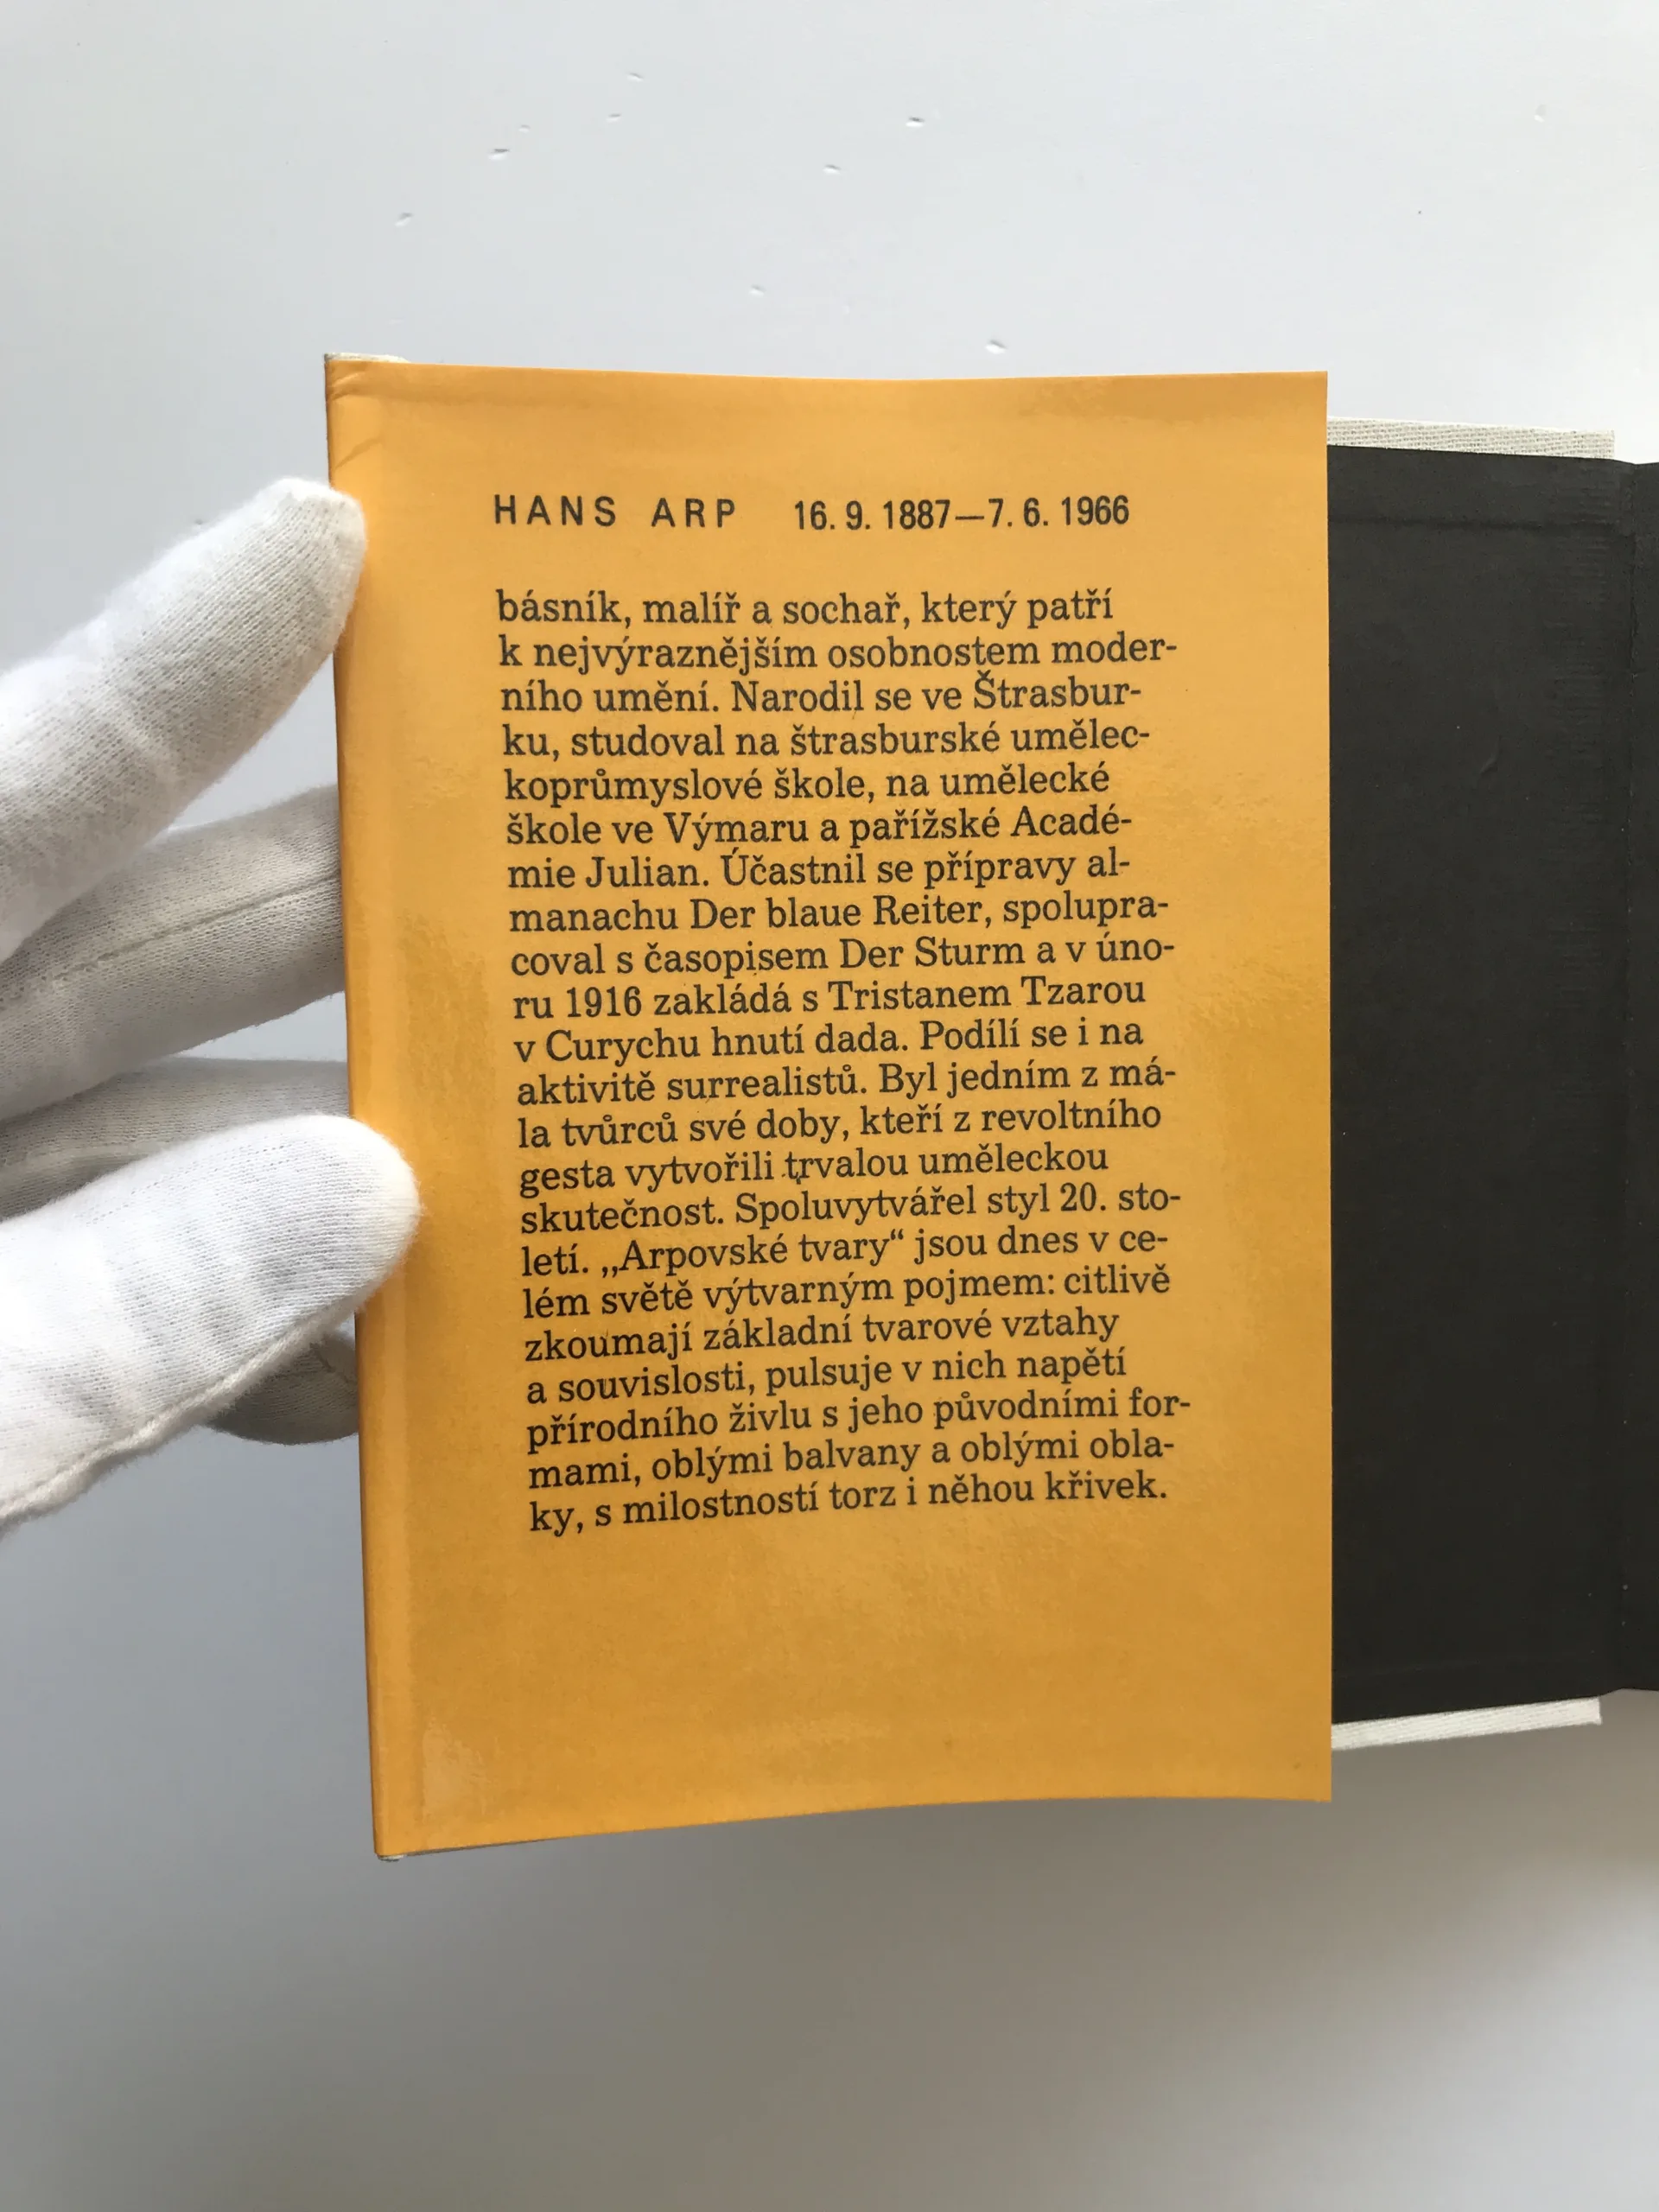 HANS ARP 16. 9. 1887—7. 6. 1966
básník, malíř a sochař, který patří
k nejvýraznějším osobnostem moder-
ního umění. Narodil se ve Štrasbur-
ku, studoval na štrasburské umělec-
koprůmyslové škole, na umělecké
škole ve Výmaru a pařížské Acadé-
mie Julian. Účastnil se přípravy al-
manachu Der blaue Reiter, spolupra-
coval s časopisem Der Sturm a v úno-
ru 1916 zakládá s Tristanem Tzarou
v Curychu hnutí dada. Podílí se i na
aktivitě surrealistů. Byl jedním z má-
la tvůrců své doby, kteří z revoltního
gesta vytvořili trvalou uměleckou
skutečnost. Spoluvytvářel styl 20. sto-
letí. „Arpovské tvary“ jsou dnes v ce-
lém světě výtvarným pojmem: citlivě
zkoumají základní tvarové vztahy
a souvislosti, pulsuje v nich napětí
přírodního živlu s jeho původními for-
mami, oblými balvany a oblými obla-
ky, s milostností torz i něhou křivek.